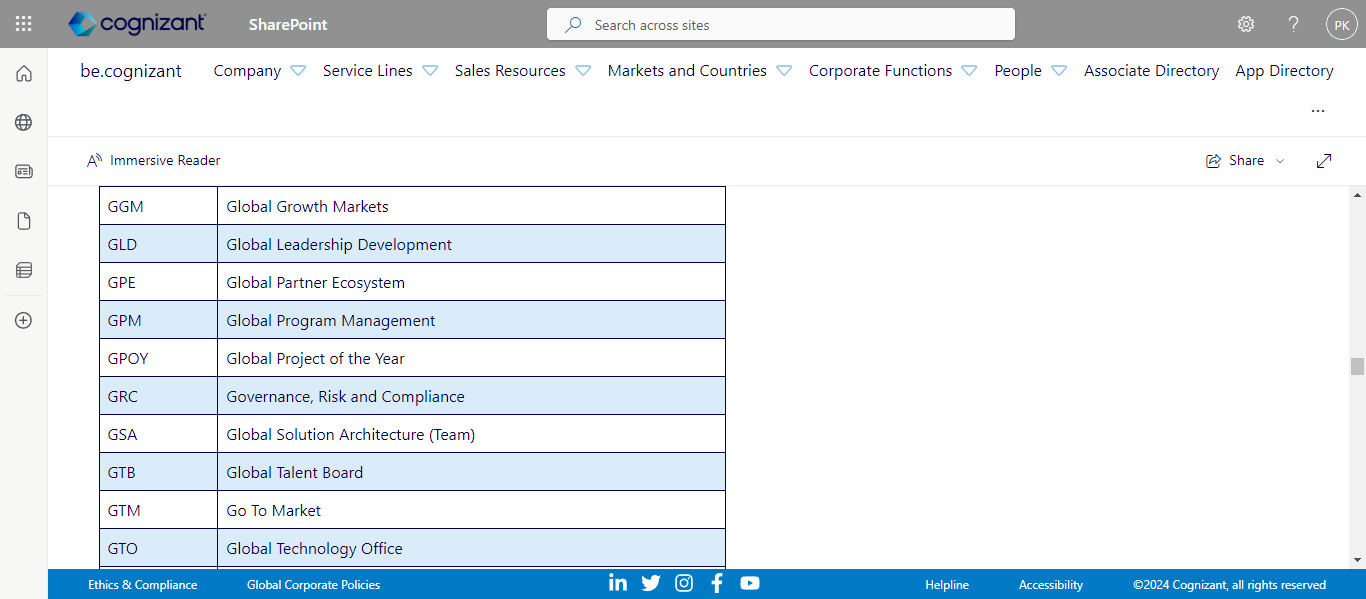 cognizant SharePoint Search across sites ? PK
be.cognizant Company Service Lines Sales Resources Markets and Countries Corporate Functions People Associate Directory App Directory
...
Immersive Reader Share
GGM Global Growth Markets
GLD Global Leadership Development
GPE Global Partner Ecosystem
GPM Global Program Management
GPOY Global Project of the Year
GRC Governance, Risk and Compliance
GSA Global Solution Architecture (Team)
GTB Global Talent Board
GTM Go To Market
GTO Global Technology Office
Ethics & Compliance Global Corporate Policies Helpline Accessibility ©2024 Cognizant, all rights reserved